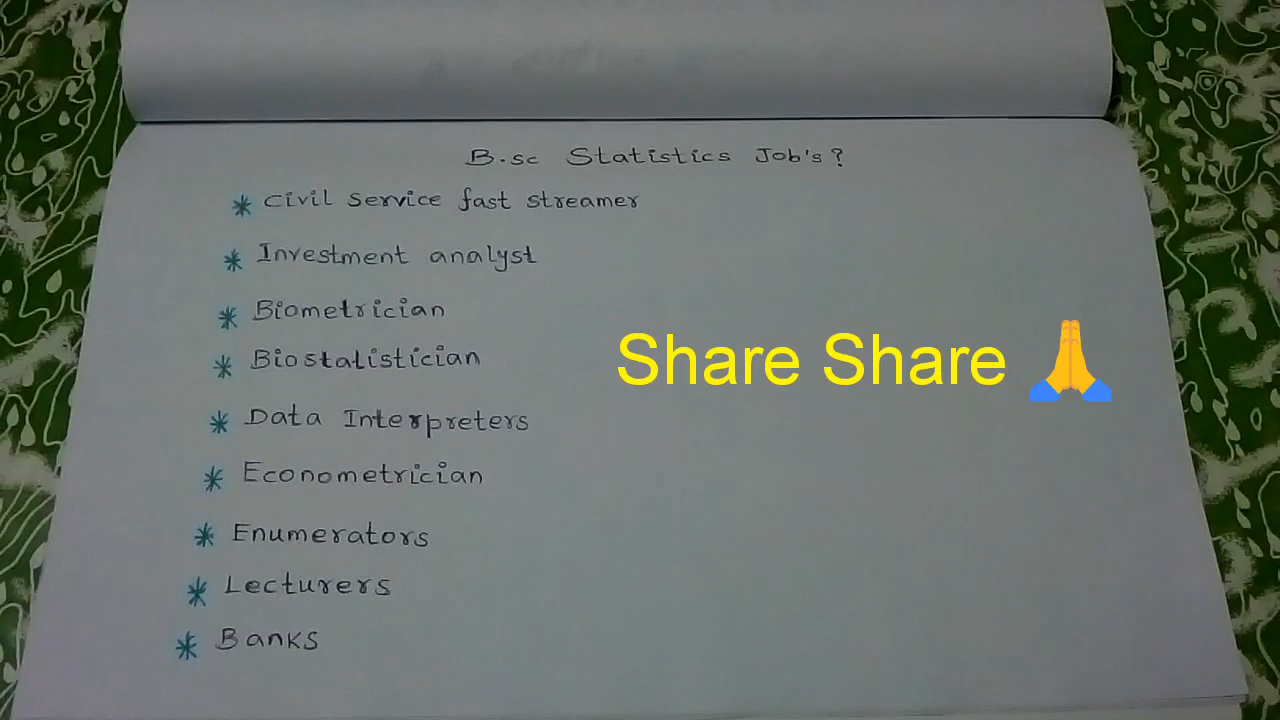 B.sc Statistics Job's?
* Civil Service fast streamer
* Investment analyst
* Biometrician
* Biostatistician
Share Share 🙏
* Data Interpreters
* Econometrician
* Enumerators
* Lecturers
* Banks